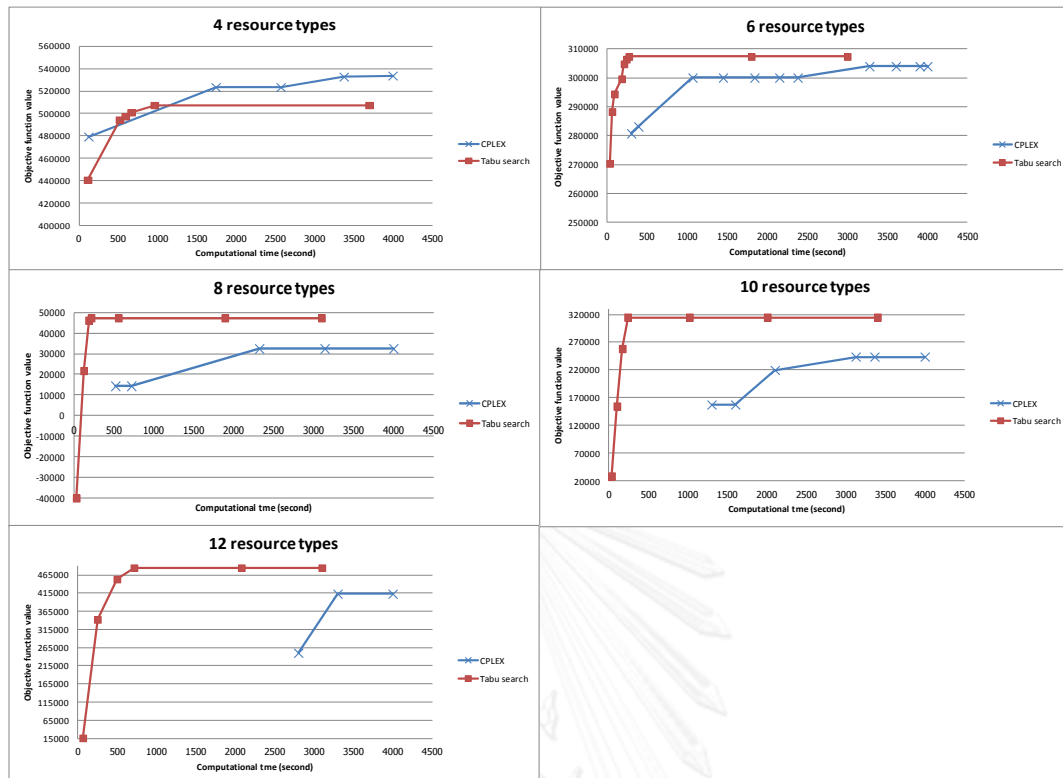 4 resource types
560000
540000
520000
500000
480000
460000
440000
420000
400000
0 500 1000 1500 2000 2500 3000 3500 4000 4500
Objective function value
Computational time (second)
CPLEX
Tabu search
6 resource types
310000
300000
290000
280000
270000
260000
250000
0 500 1000 1500 2000 2500 3000 3500 4000 4500
Objective function value
Computational time (second)
CPLEX
Tabu search
8 resource types
50000
40000
30000
20000
10000
0
-10000
-20000
-30000
-40000
0 500 1000 1500 2000 2500 3000 3500 4000 4500
Objective function value
Computational tme (second)
CPLEX
Tabu search
10 resource types
320000
270000
220000
170000
120000
70000
20000
0 500 1000 1500 2000 2500 3000 3500 4000 4500
Objective function value
Computational time (second)
CPLEX
Tabu search
12 resource types
465000
415000
365000
315000
265000
215000
165000
115000
65000
15000
0 500 1000 1500 2000 2500 3000 3500 4000 4500
Objective function value
Computational time (second)
CPLEX
Tabu search